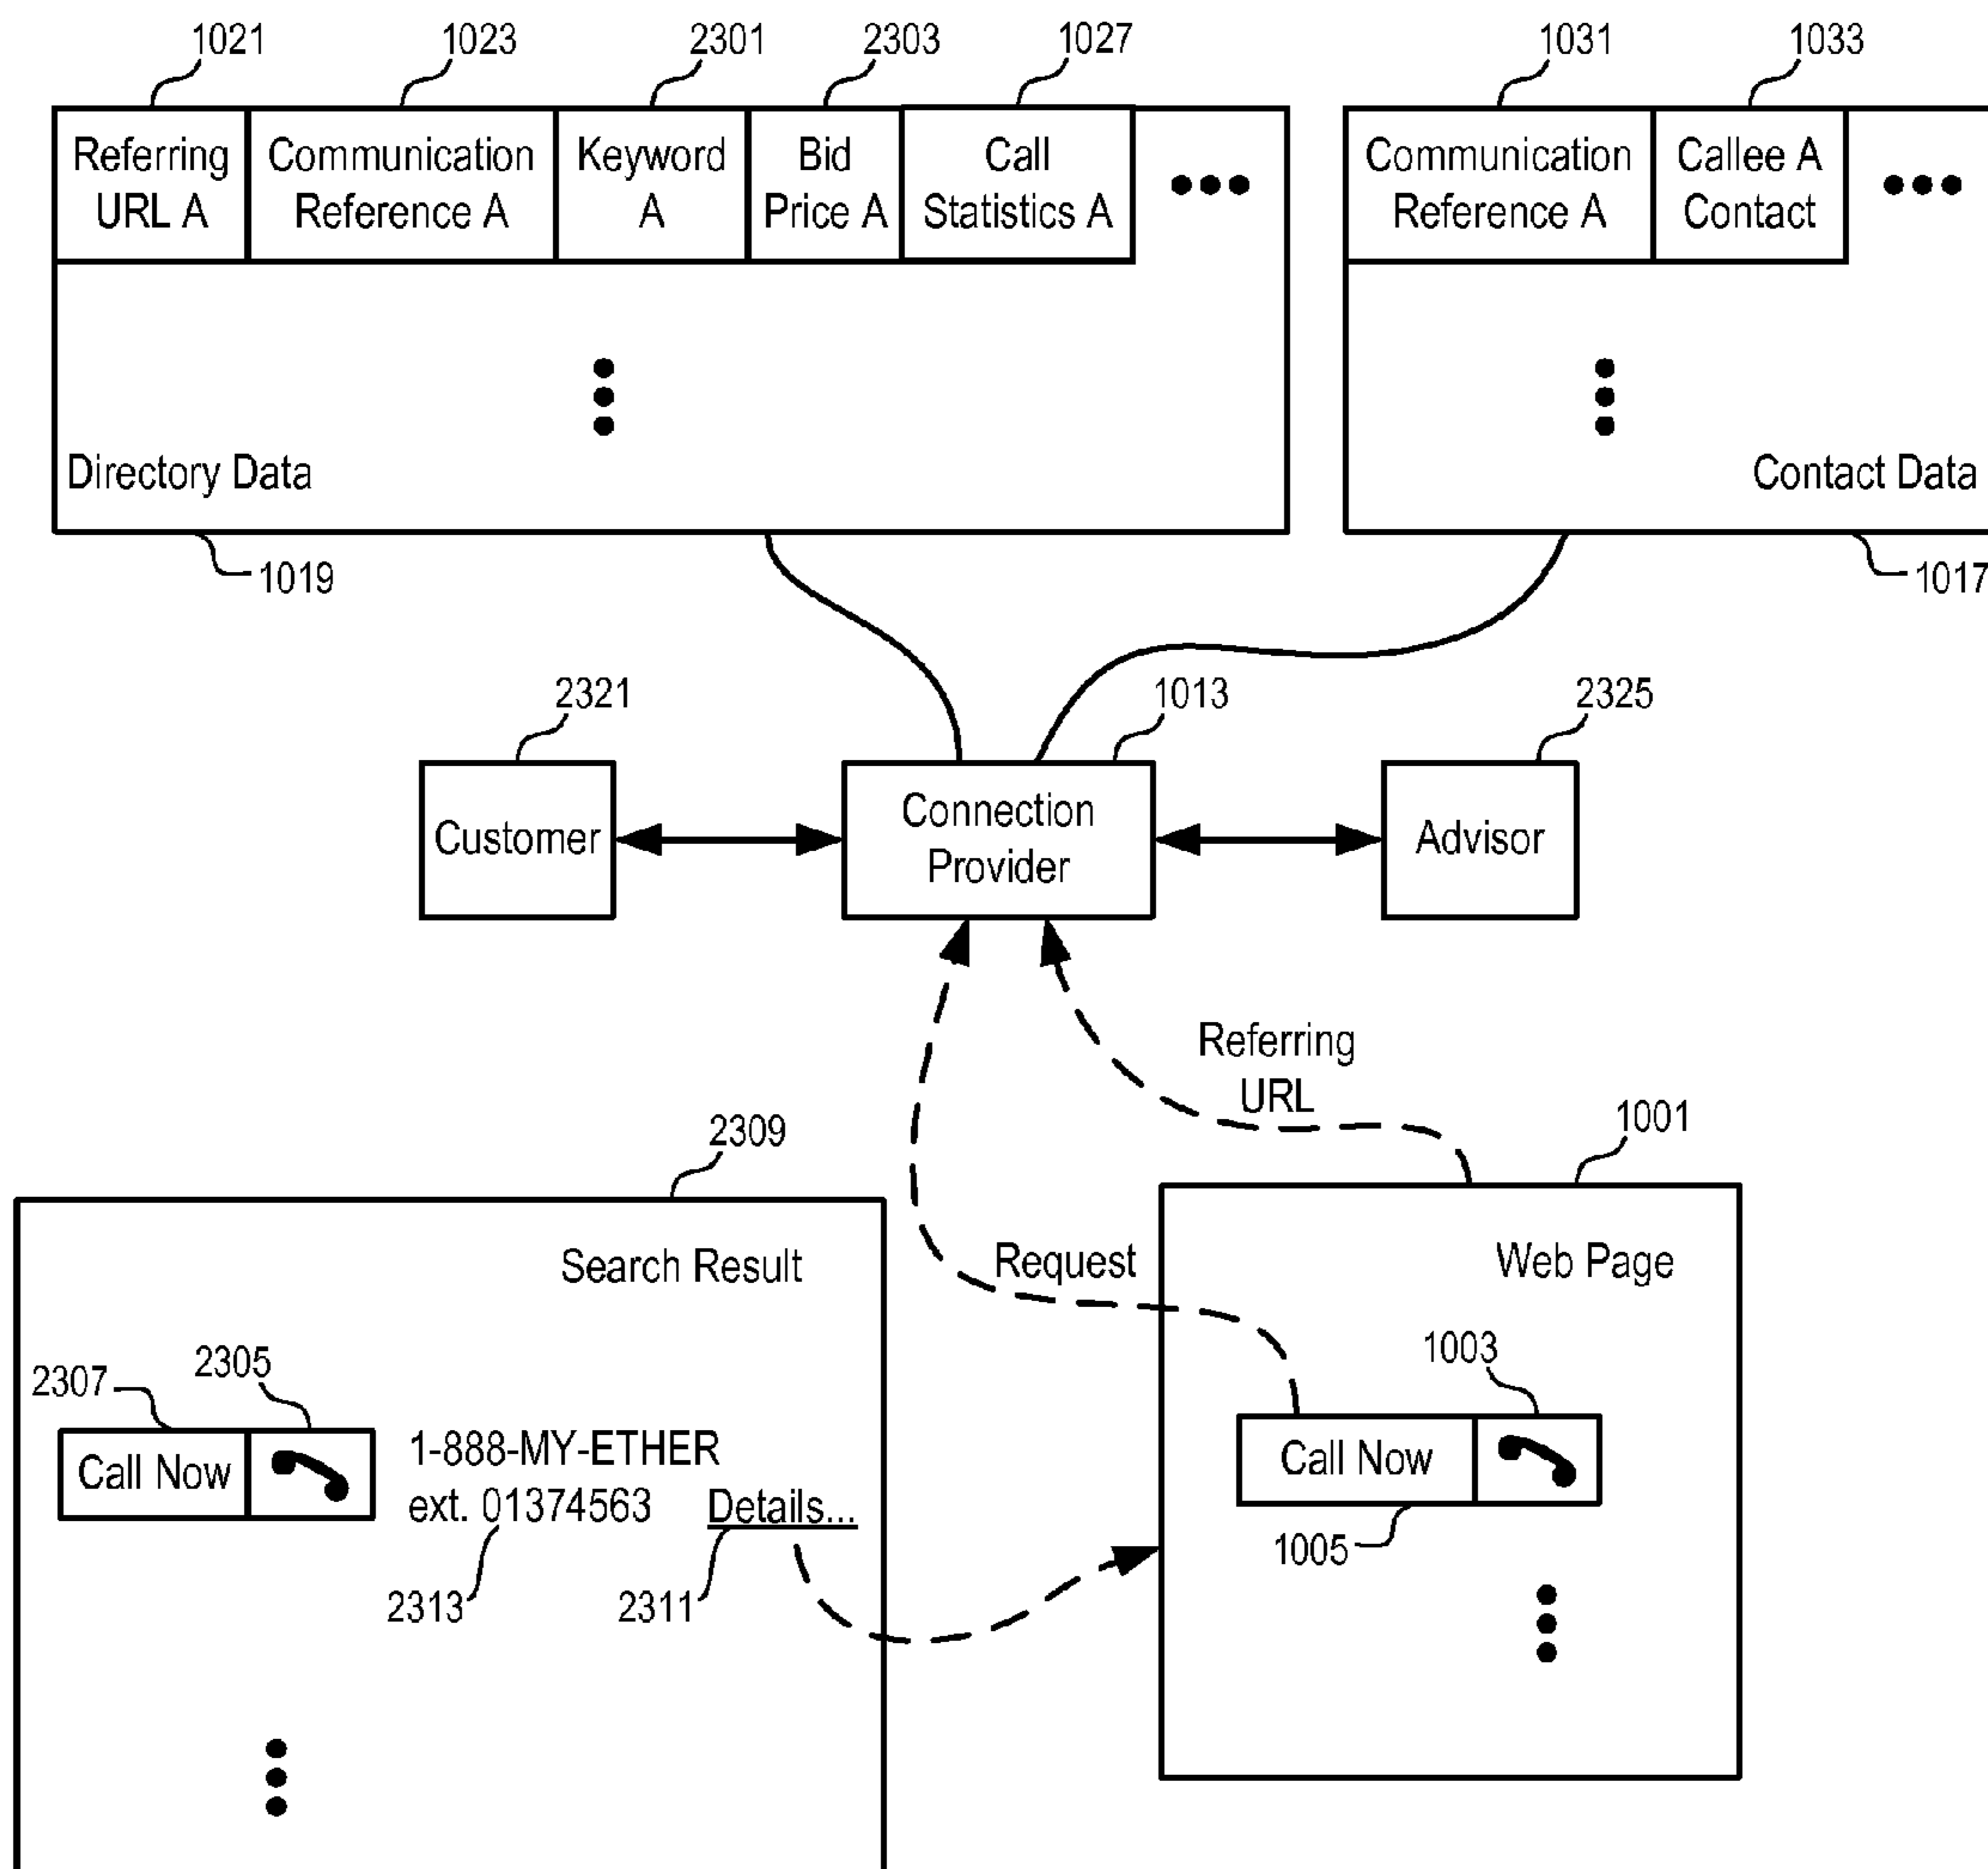 1021
1023
2301
2303
1027
1031
1033
Referring
URL A
Communication
Reference A
Keyword
A
Bid
Price A
Call
Statistics A
Communication
Reference A
Callee A
Contact
Directory Data
Contact Data
1019
1017
2321
1013
2325
Customer
Connection
Provider
Advisor
Referring
URL
2309
1001
Search Result
Request
Web Page
2307
2305
1003
Call Now
1-888-MY-ETHER
ext. 01374563
Details...
Call Now
1005
2313
2311